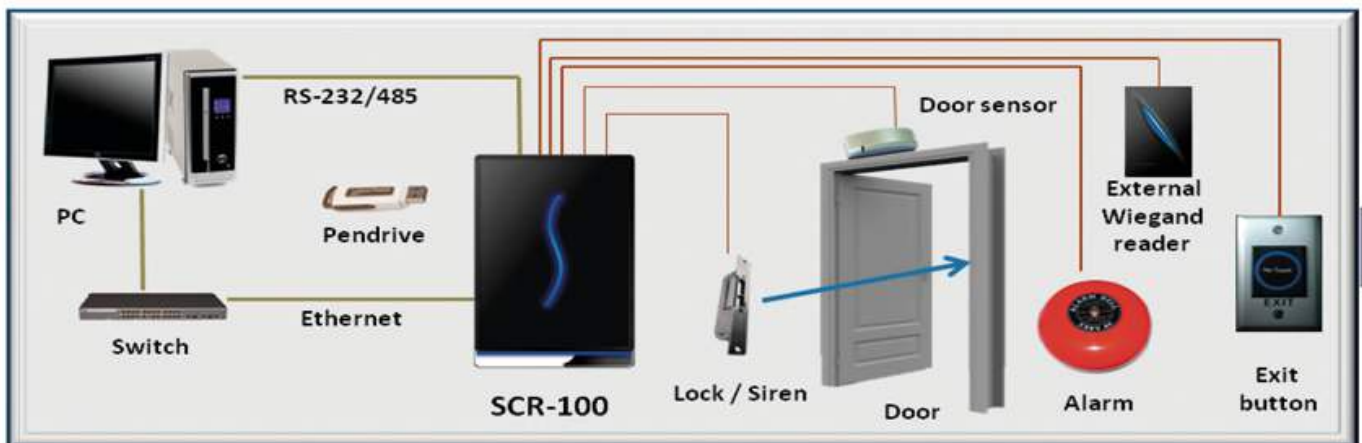 RS-232/485
PC
Pendrive
Switch
Ethernet
SCR-100
Lock / Siren
Door sensor
Door
External
Wiegand
reader
Alarm
EXIT
Exit
button